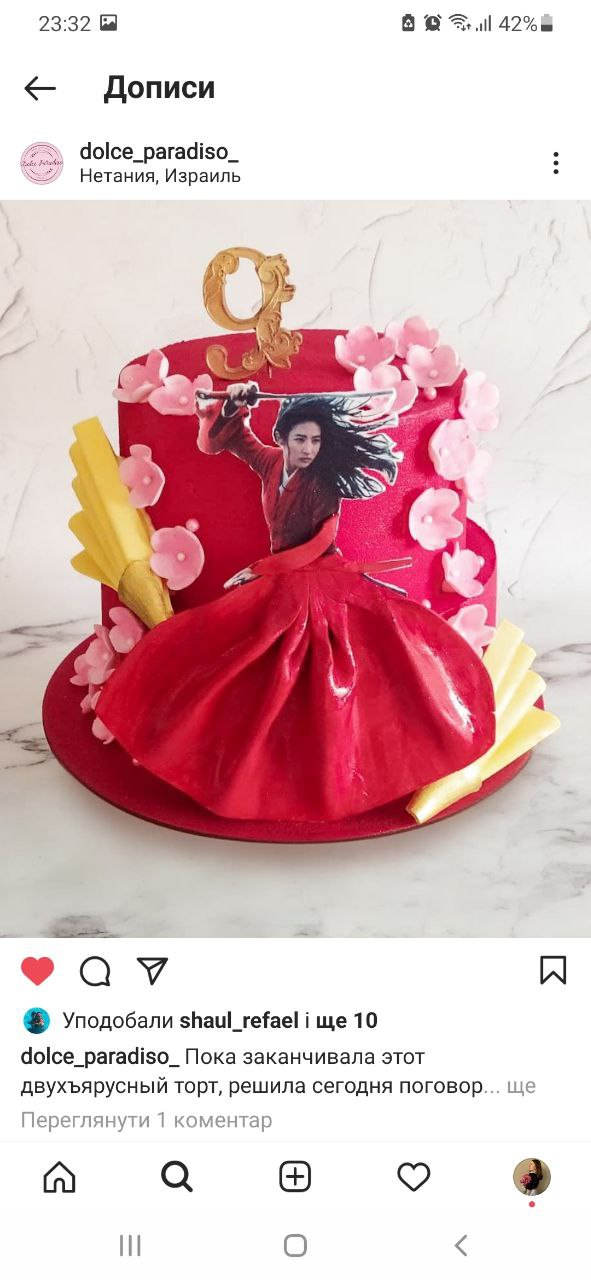 23:32
42%
Дописи
dolce_paradiso_
Нетания, Израиль
9
Уподобали shaul_refael і ще 10
dolce_paradiso_ Пока заканчивала этот
двухъярусный торт, решила сегодня поговор... ще
Переглянути 1 коментар